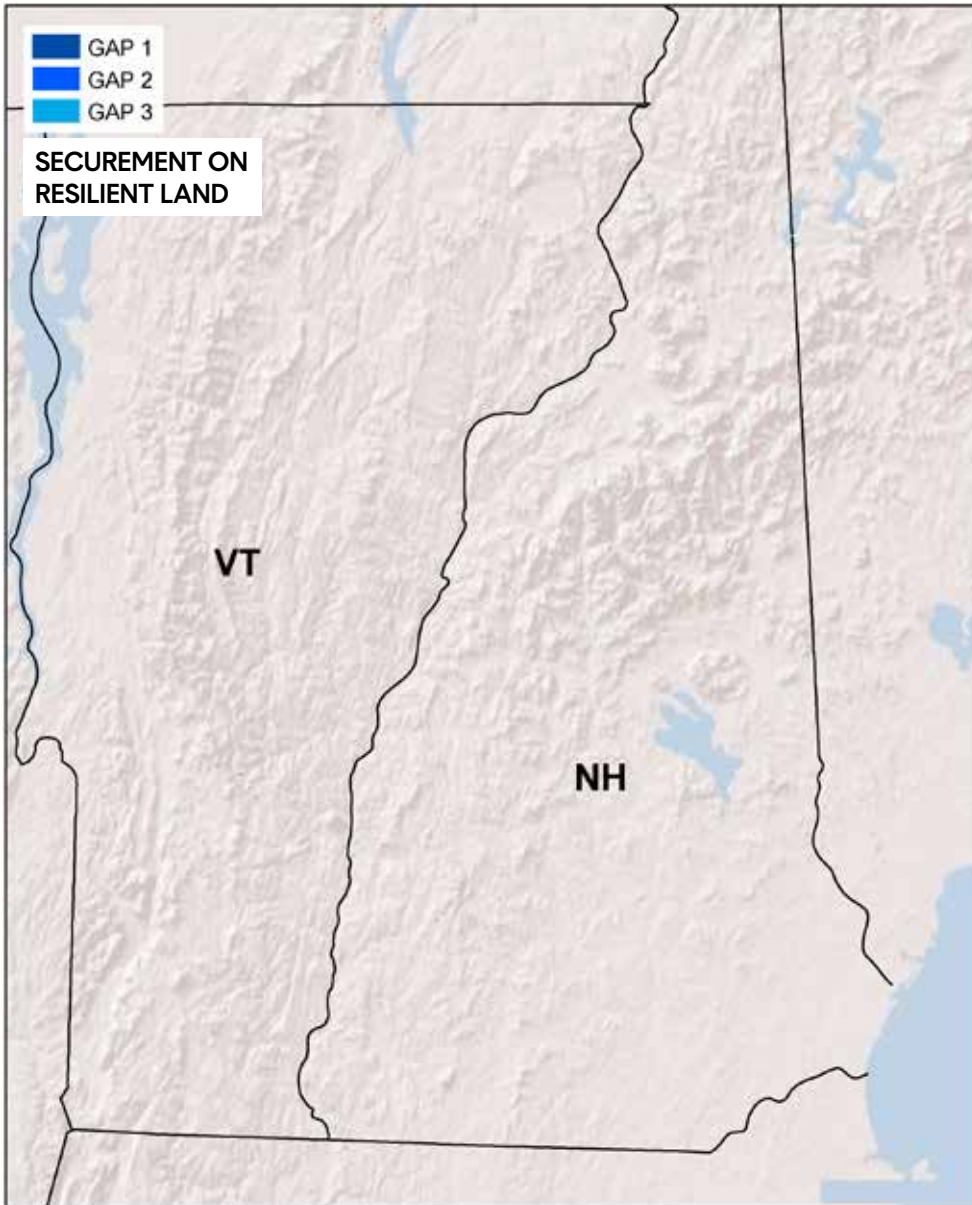 GAP 1
GAP 2
GAP 3
SECUREMENT ON
RESILIENT LAND
VT
NH